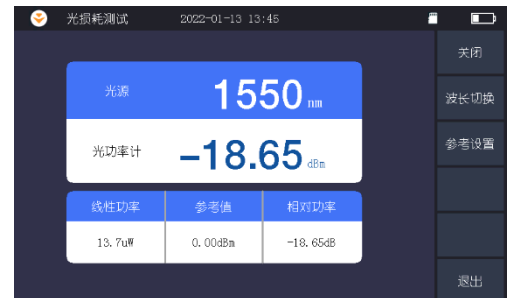 光损耗测试 2022-01-13 13:45
关闭
光源 1550 nm
波长切换
光功率计 -18.65 dBm
参考设置
线性功率 参考值 相对功率
13.7uW 0.00dBm -18.65dB
退出